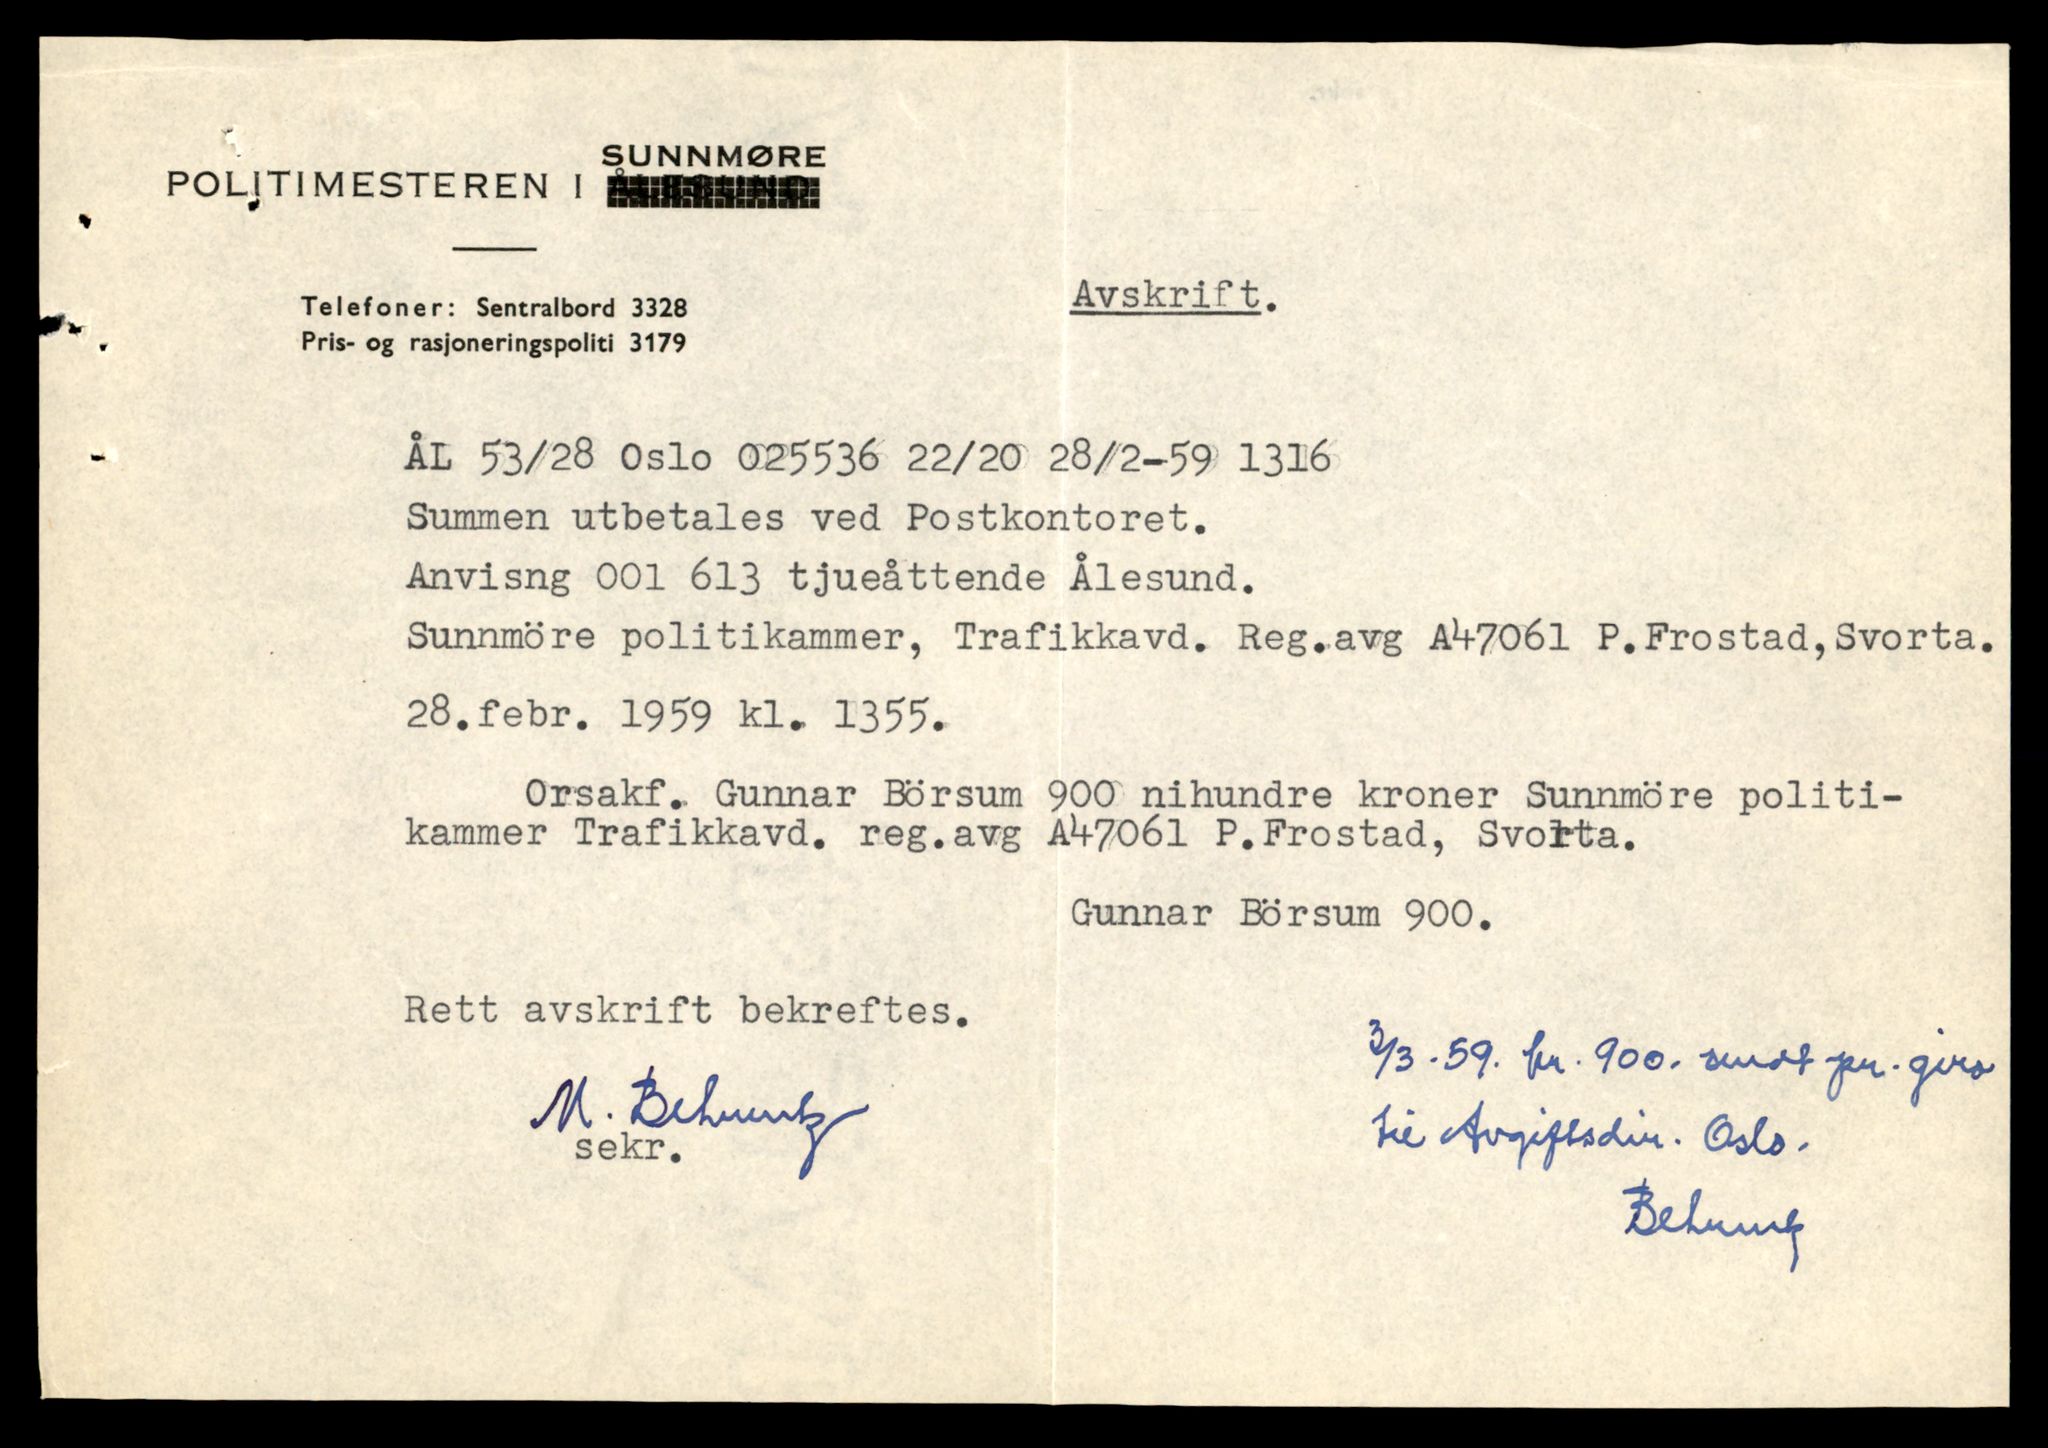 SUNNMØRE
POLITIMESTEREN I ÅLESUND
Telefoner: Sentralbord 3328
Pris- og rasjoneringspoliti 3179
Avskrift.
ÅL 53/28 Oslo 025536 22/20 28/2-59 1316
Summen utbetales ved Postkontoret.
Anvisng 001 613 tjueåttende Ålesund.
Sunnmöre politikammer, Trafikkavd. Reg.avg A47061 P.Frostad,Svorta.
28.febr. 1959 kl. 1355.
Orsakf. Gunnar Börsum 900 nihundre kroner Sunnmöre politi-
kammer Trafikkavd. reg.avg A47061 P.Frostad, Svorta.
Gunnar Börsum 900.
Rett avskrift bekreftes.
M. Behrentz
sekr.
3/3-59. kr. 900. sendt pr. giro
til Avgiftsdir. Oslo.
Behrentz